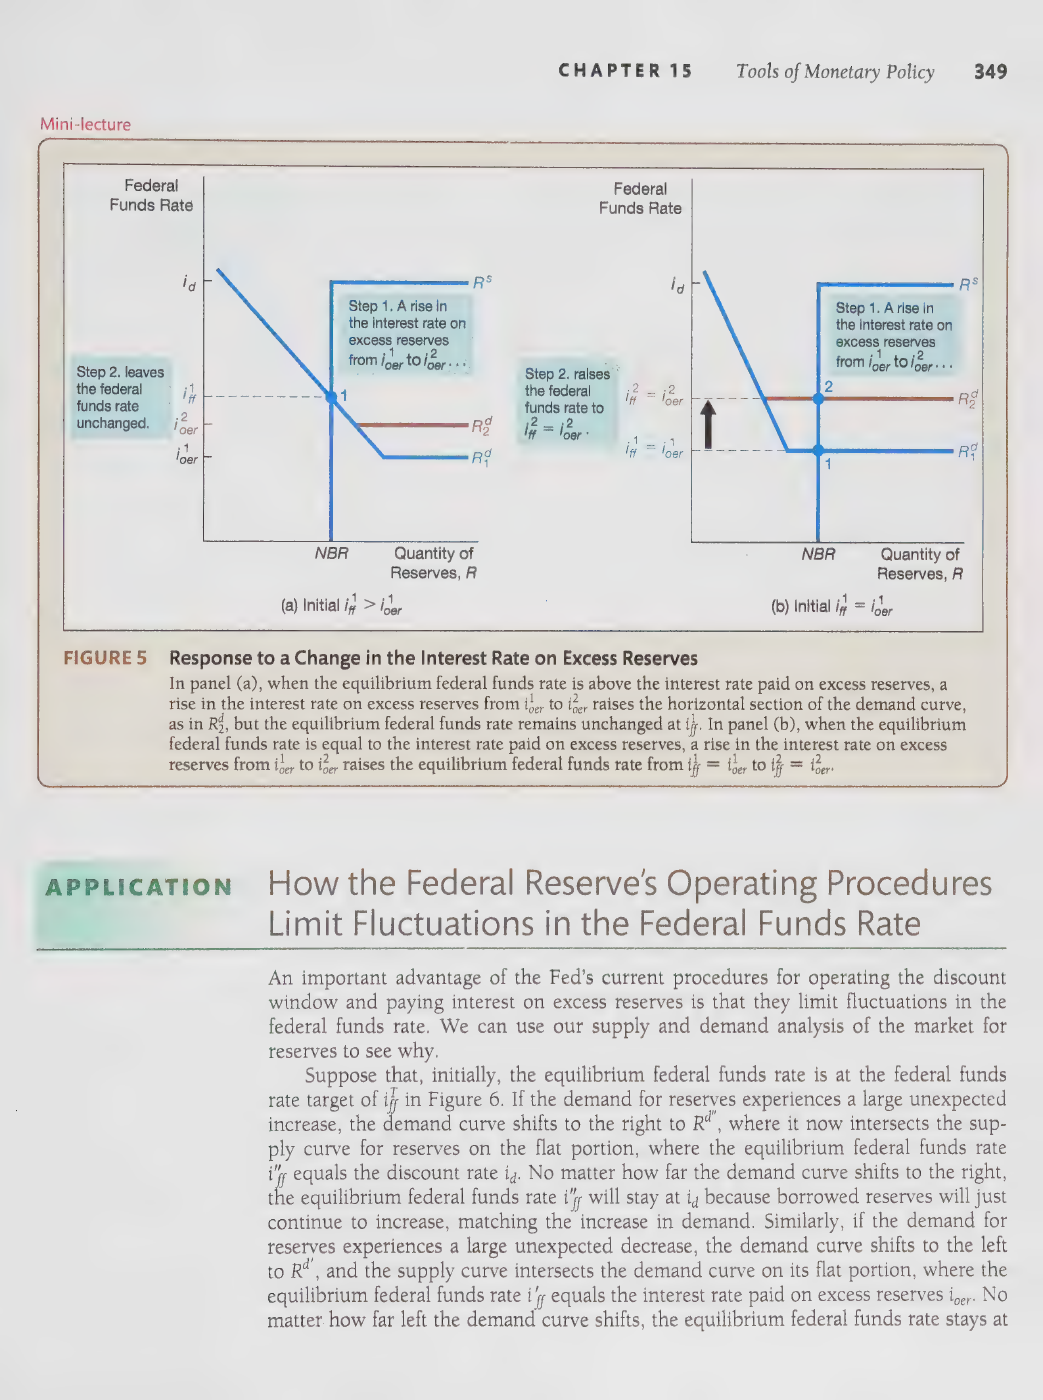 CHAPTER 15 Tools of Monetary Policy 349
Mini-lecture
Federal
Funds Rate
i_d
R^s
Step 1. A rise in
the interest rate on
excess reserves
from i^1_oer to i^2_oer . . .
Step 2. leaves
the federal
funds rate
unchanged.
i^1_ff
i^2_oer
i^1_oer
1
R^d_2
R^d_1
NBR
Quantity of
Reserves, R
(a) Initial i^1_ff > i^1_oer
Federal
Funds Rate
i_d
R^s
Step 1. A rise in
the interest rate on
excess reserves
from i^1_oer to i^2_oer . . .
Step 2. raises
the federal
funds rate to
i^2_ff = i^2_oer .
i^2_ff = i^2_oer
i^1_ff = i^1_oer
2
1
R^d_2
R^d_1
NBR
Quantity of
Reserves, R
(b) Initial i^1_ff = i^1_oer
FIGURE 5 Response to a Change in the Interest Rate on Excess Reserves
In panel (a), when the equilibrium federal funds rate is above the interest rate paid on excess reserves, a
rise in the interest rate on excess reserves from i^1_oer to i^2_oer raises the horizontal section of the demand curve,
as in R^d_2, but the equilibrium federal funds rate remains unchanged at i^1_ff. In panel (b), when the equilibrium
federal funds rate is equal to the interest rate paid on excess reserves, a rise in the interest rate on excess
reserves from i^1_oer to i^2_oer raises the equilibrium federal funds rate from i^1_ff = i^1_oer to i^2_ff = i^2_oer.
APPLICATION How the Federal Reserve's Operating Procedures
Limit Fluctuations in the Federal Funds Rate
An important advantage of the Fed's current procedures for operating the discount
window and paying interest on excess reserves is that they limit fluctuations in the
federal funds rate. We can use our supply and demand analysis of the market for
reserves to see why.
Suppose that, initially, the equilibrium federal funds rate is at the federal funds
rate target of i^T_ff in Figure 6. If the demand for reserves experiences a large unexpected
increase, the demand curve shifts to the right to R^d″, where it now intersects the sup-
ply curve for reserves on the flat portion, where the equilibrium federal funds rate
i″_ff equals the discount rate i_d. No matter how far the demand curve shifts to the right,
the equilibrium federal funds rate i″_ff will stay at i_d because borrowed reserves will just
continue to increase, matching the increase in demand. Similarly, if the demand for
reserves experiences a large unexpected decrease, the demand curve shifts to the left
to R^d′, and the supply curve intersects the demand curve on its flat portion, where the
equilibrium federal funds rate i′_ff equals the interest rate paid on excess reserves i_oer. No
matter how far left the demand curve shifts, the equilibrium federal funds rate stays at